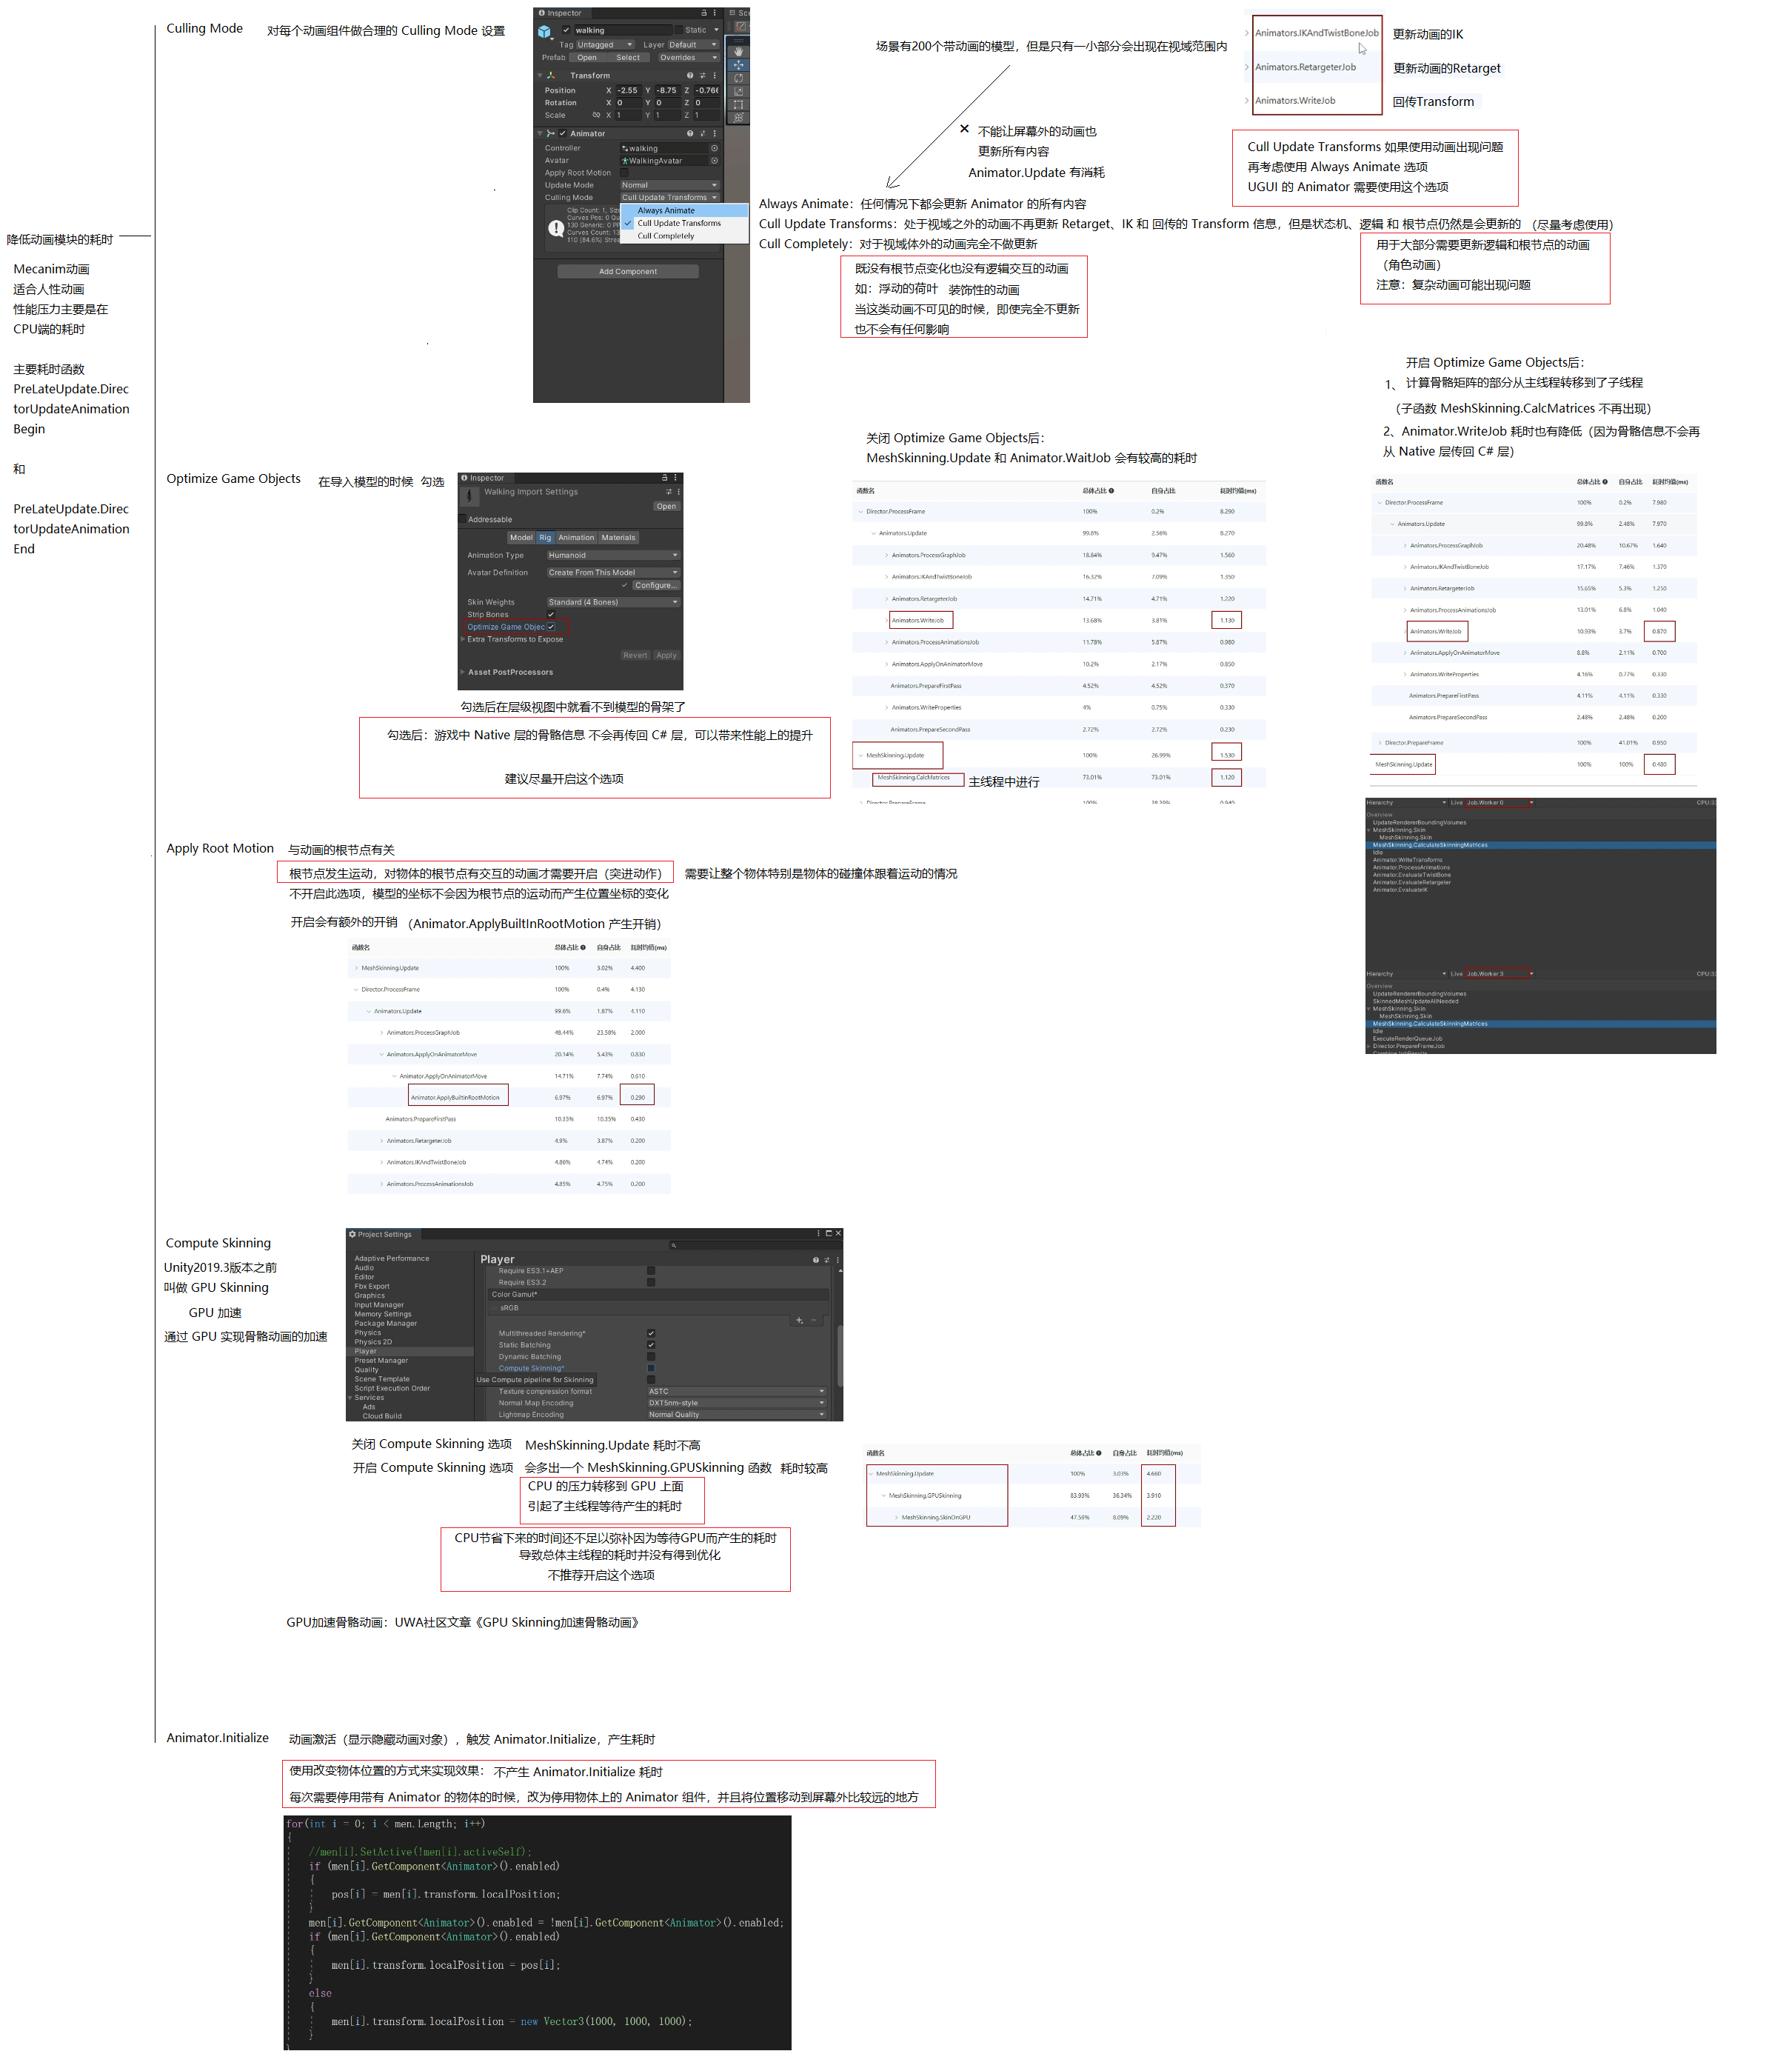 降低动画模块的耗时
Mecanim动画
适合人性动画
性能压力主要是在
CPU端的耗时
主要耗时函数
PreLateUpdate.Direc
torUpdateAnimation
Begin
和
PreLateUpdate.Direc
torUpdateAnimation
End
Culling Mode
对每个动画组件做合理的 Culling Mode 设置
Inspector
walking
Static
Tag Untagged Layer Default
Prefab Open Select Overrides
Transform
Position X -2.55 Y -8.75 Z -0.766
Rotation X 0 Y 0 Z 0
Scale X 1 Y 1 Z 1
Animator
Controller walking
Avatar WalkingAvatar
Apply Root Motion
Update Mode Normal
Culling Mode Cull Update Transforms
Always Animate
Cull Update Transforms
Cull Completely
Add Component
场景有200个带动画的模型，但是只有一小部分会出现在视域范围内
× 不能让屏幕外的动画也
更新所有内容
Animator.Update 有消耗
Animators.IKAndTwistBoneJob 更新动画的IK
Animators.RetargeterJob 更新动画的Retarget
Animators.WriteJob 回传Transform
Cull Update Transforms 如果使用动画出现问题
再考虑使用 Always Animate 选项
UGUI 的 Animator 需要使用这个选项
Always Animate：任何情况下都会更新 Animator 的所有内容
Cull Update Transforms：处于视域之外的动画不再更新 Retarget、IK 和 回传的 Transform 信息，但是状态机、逻辑 和 根节点仍然是会更新的 （尽量考虑使用）
Cull Completely：对于视域体外的动画完全不做更新
用于大部分需要更新逻辑和根节点的动画
（角色动画）
注意：复杂动画可能出现问题
既没有根节点变化也没有逻辑交互的动画
如：浮动的荷叶 装饰性的动画
当这类动画不可见的时候，即使完全不更新
也不会有任何影响
Optimize Game Objects
在导入模型的时候 勾选
Inspector
Walking Import Settings
Open
Addressable
Model Rig Animation Materials
Animation Type Humanoid
Avatar Definition Create From This Model
Configure...
Skin Weights Standard (4 Bones)
Strip Bones
Optimize Game Objec
Extra Transforms to Expose
Revert Apply
Asset PostProcessors
勾选后在层级视图中就看不到模型的骨架了
勾选后：游戏中 Native 层的骨骼信息 不会再传回 C# 层，可以带来性能上的提升
建议尽量开启这个选项
关闭 Optimize Game Objects后：
MeshSkinning.Update 和 Animator.WaitJob 会有较高的耗时
函数名 总体占比 自身占比 耗时均值(ms)
Director.ProcessFrame 100% 0.2% 8.290
Animators.Update 99.8% 2.56% 8.270
Animators.ProcessGraphJob 18.84% 9.47% 1.560
Animators.IKAndTwistBoneJob 16.32% 7.09% 1.350
Animators.RetargeterJob 14.71% 4.71% 1.220
Animators.WriteJob 13.68% 3.81% 1.130
Animators.ProcessAnimationsJob 11.78% 5.87% 0.980
Animators.ApplyOnAnimatorMove 10.2% 2.17% 0.850
Animators.PrepareFirstPass 4.52% 4.52% 0.370
Animators.WriteProperties 4% 0.75% 0.330
Animators.PrepareSecondPass 2.72% 2.72% 0.230
MeshSkinning.Update 100% 26.99% 1.530
MeshSkinning.CalcMatrices 73.01% 73.01% 1.120
主线程中进行
开启 Optimize Game Objects后：
1、 计算骨骼矩阵的部分从主线程转移到了子线程
（子函数 MeshSkinning.CalcMatrices 不再出现）
2、Animator.WriteJob 耗时也有降低（因为骨骼信息不会再
从 Native 层传回 C# 层）
函数名 总体占比 自身占比 耗时均值(ms)
Director.ProcessFrame 100% 0.2% 7.980
Animators.Update 99.8% 2.48% 7.970
Animators.ProcessGraphJob 20.48% 10.67% 1.640
Animators.IKAndTwistBoneJob 17.17% 7.46% 1.370
Animators.RetargeterJob 15.65% 5.3% 1.250
Animators.ProcessAnimationsJob 13.01% 6.8% 1.040
Animators.WriteJob 10.93% 3.7% 0.870
Animators.ApplyOnAnimatorMove 8.8% 2.11% 0.700
Animators.WriteProperties 4.16% 0.77% 0.330
Animators.PrepareFirstPass 4.11% 4.11% 0.330
Animators.PrepareSecondPass 2.48% 2.48% 0.200
Director.PrepareFrame 100% 41.01% 0.950
MeshSkinning.Update 100% 100% 0.480
Hierarchy Live Job.Worker 0
Overview
UpdateRendererBoundingVolumes
MeshSkinning.Skin
MeshSkinning.Skin
MeshSkinning.CalculateSkinningMatrices
Idle
Animator.WriteTransforms
Animator.ProcessAnimations
Animator.EvaluateTwistBone
Animator.EvaluateRetargeter
Animator.EvaluateIK
Hierarchy Live Job.Worker 3
Overview
UpdateRendererBoundingVolumes
SkinnedMeshUpdateAllNeeded
MeshSkinning.Skin
MeshSkinning.Skin
MeshSkinning.CalculateSkinningMatrices
Idle
ExecuteRenderQueueJob
Director.PrepareFrameJob
Apply Root Motion
与动画的根节点有关
根节点发生运动，对物体的根节点有交互的动画才需要开启（突进动作） 需要让整个物体特别是物体的碰撞体跟着运动的情况
不开启此选项，模型的坐标不会因为根节点的运动而产生位置坐标的变化
开启会有额外的开销 （Animator.ApplyBuiltInRootMotion 产生开销）
函数名 总体占比 自身占比 耗时均值(ms)
MeshSkinning.Update 100% 3.02% 4.400
Director.ProcessFrame 100% 0.4% 4.130
Animators.Update 99.6% 1.87% 4.110
Animators.ProcessGraphJob 48.44% 23.58% 2.000
Animators.ApplyOnAnimatorMove 20.14% 5.43% 0.830
Animator.ApplyOnAnimatorMove 14.71% 7.74% 0.610
Animator.ApplyBuiltinRootMotion 6.97% 6.97% 0.290
Animators.PrepareFirstPass 10.35% 10.35% 0.430
Animators.RetargeterJob 4.9% 3.87% 0.200
Animators.IKAndTwistBoneJob 4.86% 4.74% 0.200
Animators.ProcessAnimationsJob 4.85% 4.75% 0.200
Compute Skinning
Unity2019.3版本之前
叫做 GPU Skinning
GPU 加速
通过 GPU 实现骨骼动画的加速
Project Settings
Adaptive Performance
Audio
Editor
Fbx Export
Graphics
Input Manager
Memory Settings
Package Manager
Physics
Physics 2D
Player
Preset Manager
Quality
Scene Template
Script Execution Order
Services
Ads
Cloud Build
Player
Require ES3.1+AEP
Require ES3.2
Color Gamut*
sRGB
Multithreaded Rendering*
Static Batching
Dynamic Batching
Compute Skinning*
Use Compute pipeline for Skinning
Texture compression format ASTC
Normal Map Encoding DXT5nm-style
Lightmap Encoding Normal Quality
关闭 Compute Skinning 选项 MeshSkinning.Update 耗时不高
开启 Compute Skinning 选项 会多出一个 MeshSkinning.GPUSkinning 函数 耗时较高
CPU 的压力转移到 GPU 上面
引起了主线程等待产生的耗时
CPU节省下来的时间还不足以弥补因为等待GPU而产生的耗时
导致总体主线程的耗时并没有得到优化
不推荐开启这个选项
函数名 总体占比 自身占比 耗时均值(ms)
MeshSkinning.Update 100% 3.03% 4.660
MeshSkinning.GPUSkinning 83.93% 36.34% 3.910
MeshSkinning.SkinOnGPU 47.59% 8.09% 2.220
GPU加速骨骼动画：UWA社区文章《GPU Skinning加速骨骼动画》
Animator.Initialize
动画激活（显示隐藏动画对象），触发 Animator.Initialize，产生耗时
使用改变物体位置的方式来实现效果： 不产生 Animator.Initialize 耗时
每次需要停用带有 Animator 的物体的时候，改为停用物体上的 Animator 组件，并且将位置移动到屏幕外比较远的地方
for(int i = 0; i < men.Length; i++)
{
//men[i].SetActive(!men[i].activeSelf);
if (men[i].GetComponent<Animator>().enabled)
{
pos[i] = men[i].transform.localPosition;
}
men[i].GetComponent<Animator>().enabled = !men[i].GetComponent<Animator>().enabled;
if (men[i].GetComponent<Animator>().enabled)
{
men[i].transform.localPosition = pos[i];
}
else
{
men[i].transform.localPosition = new Vector3(1000, 1000, 1000);
}